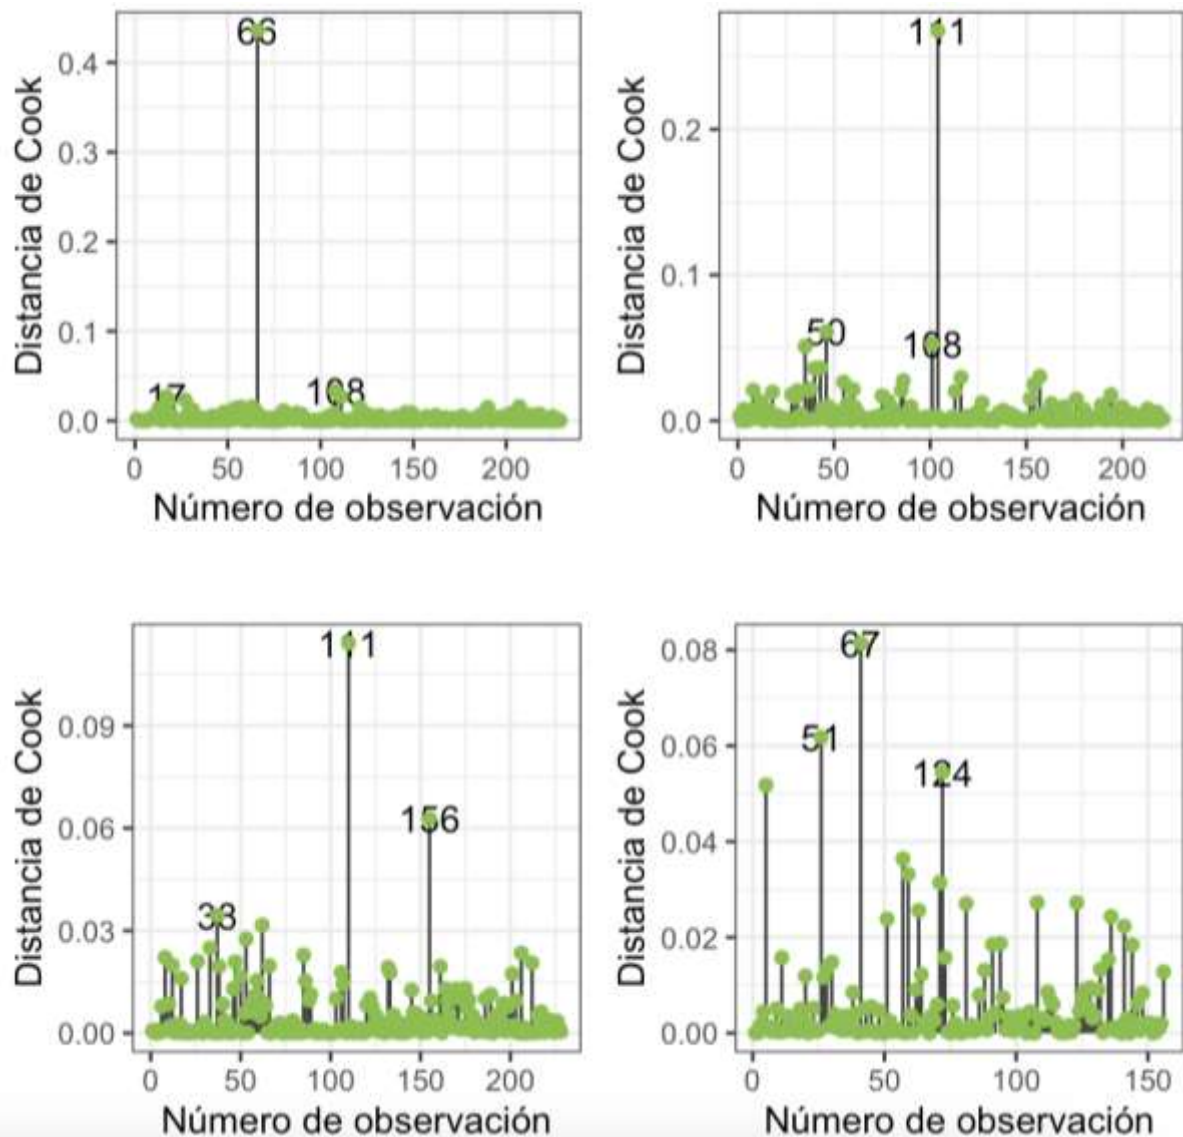 66
0.4
0.3
0.2
0.1
17
108
0.0
0 50 100 150 200
Distancia de Cook
Número de observación
111
0.2
0.1
50
108
0.0
0 50 100 150 200
Distancia de Cook
Número de observación
111
0.09
156
0.06
33
0.03
0.00
0 50 100 150 200
Distancia de Cook
Número de observación
67
0.08
51
0.06
124
0.04
0.02
0.00
0 50 100 150
Distancia de Cook
Número de observación